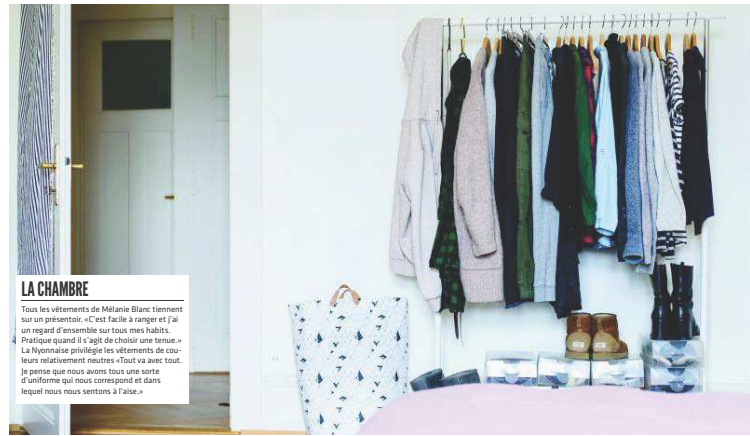 LA CHAMBRE
Tous les vêtements de Mélanie Blanc tiennent
sur un présentoir. «C'est facile à ranger et j'ai
un regard d'ensemble sur tous mes habits.
Pratique quand il s'agit de choisir une tenue.»
La Nyonnaise privilégie les vêtements de cou-
leurs relativement neutres «Tout va avec tout.
Je pense que nous avons tous une sorte
d'uniforme qui nous correspond et dans
lequel nous nous sentons à l'aise.»